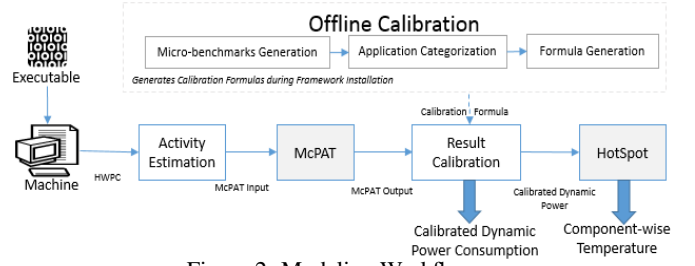 Offline Calibration
Micro-benchmarks Generation
Application Categorization
Formula Generation
Generates Calibration Formulas during Framework Installation
Executable
Calibration Formula
Machine
HWPC
Activity
Estimation
McPAT Input
McPAT
McPAT Output
Result
Calibration
Calibrated Dynamic
Power
HotSpot
Calibrated Dynamic
Power Consumption
Component-wise
Temperature